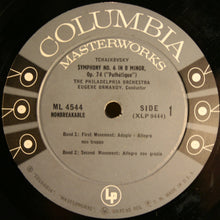 COLUMBIA
MASTERWORKS
TCHAIKOVSKY
SYMPHONY NO. 6 IN B MINOR,
Op. 74 ("Pathetique")
THE PHILADELPHIA ORCHESTRA
EUGENE ORMANDY, Conductor
ML 4544
NONBREAKABLE
SIDE 1
(XLP 9444)
Band 1: First Movement: Adagio - Allegro
non troppo
Band 2: Second Movement: Allegro con grazia
LP